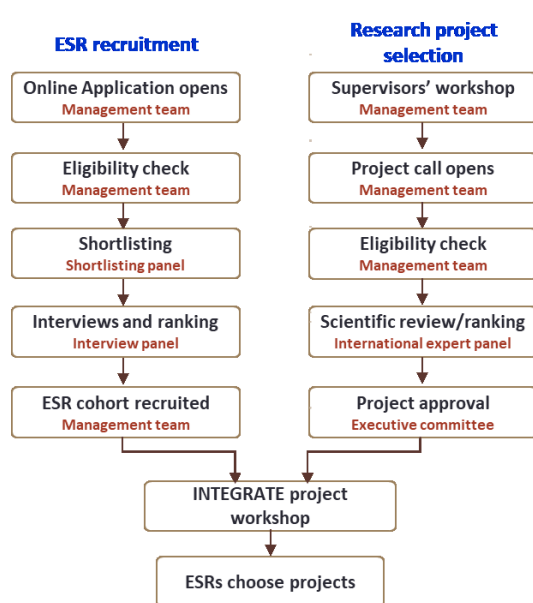 ESR recruitment
Online Application opens
Management team
Eligibility check
Management team
Shortlisting
Shortlisting panel
Interviews and ranking
Interview panel
ESR cohort recruited
Management team
Research project
selection
Supervisors’ workshop
Management team
Project call opens
Management team
Eligibility check
Management team
Scientific review/ranking
International expert panel
Project approval
Executive committee
INTEGRATE project
workshop
ESRs choose projects